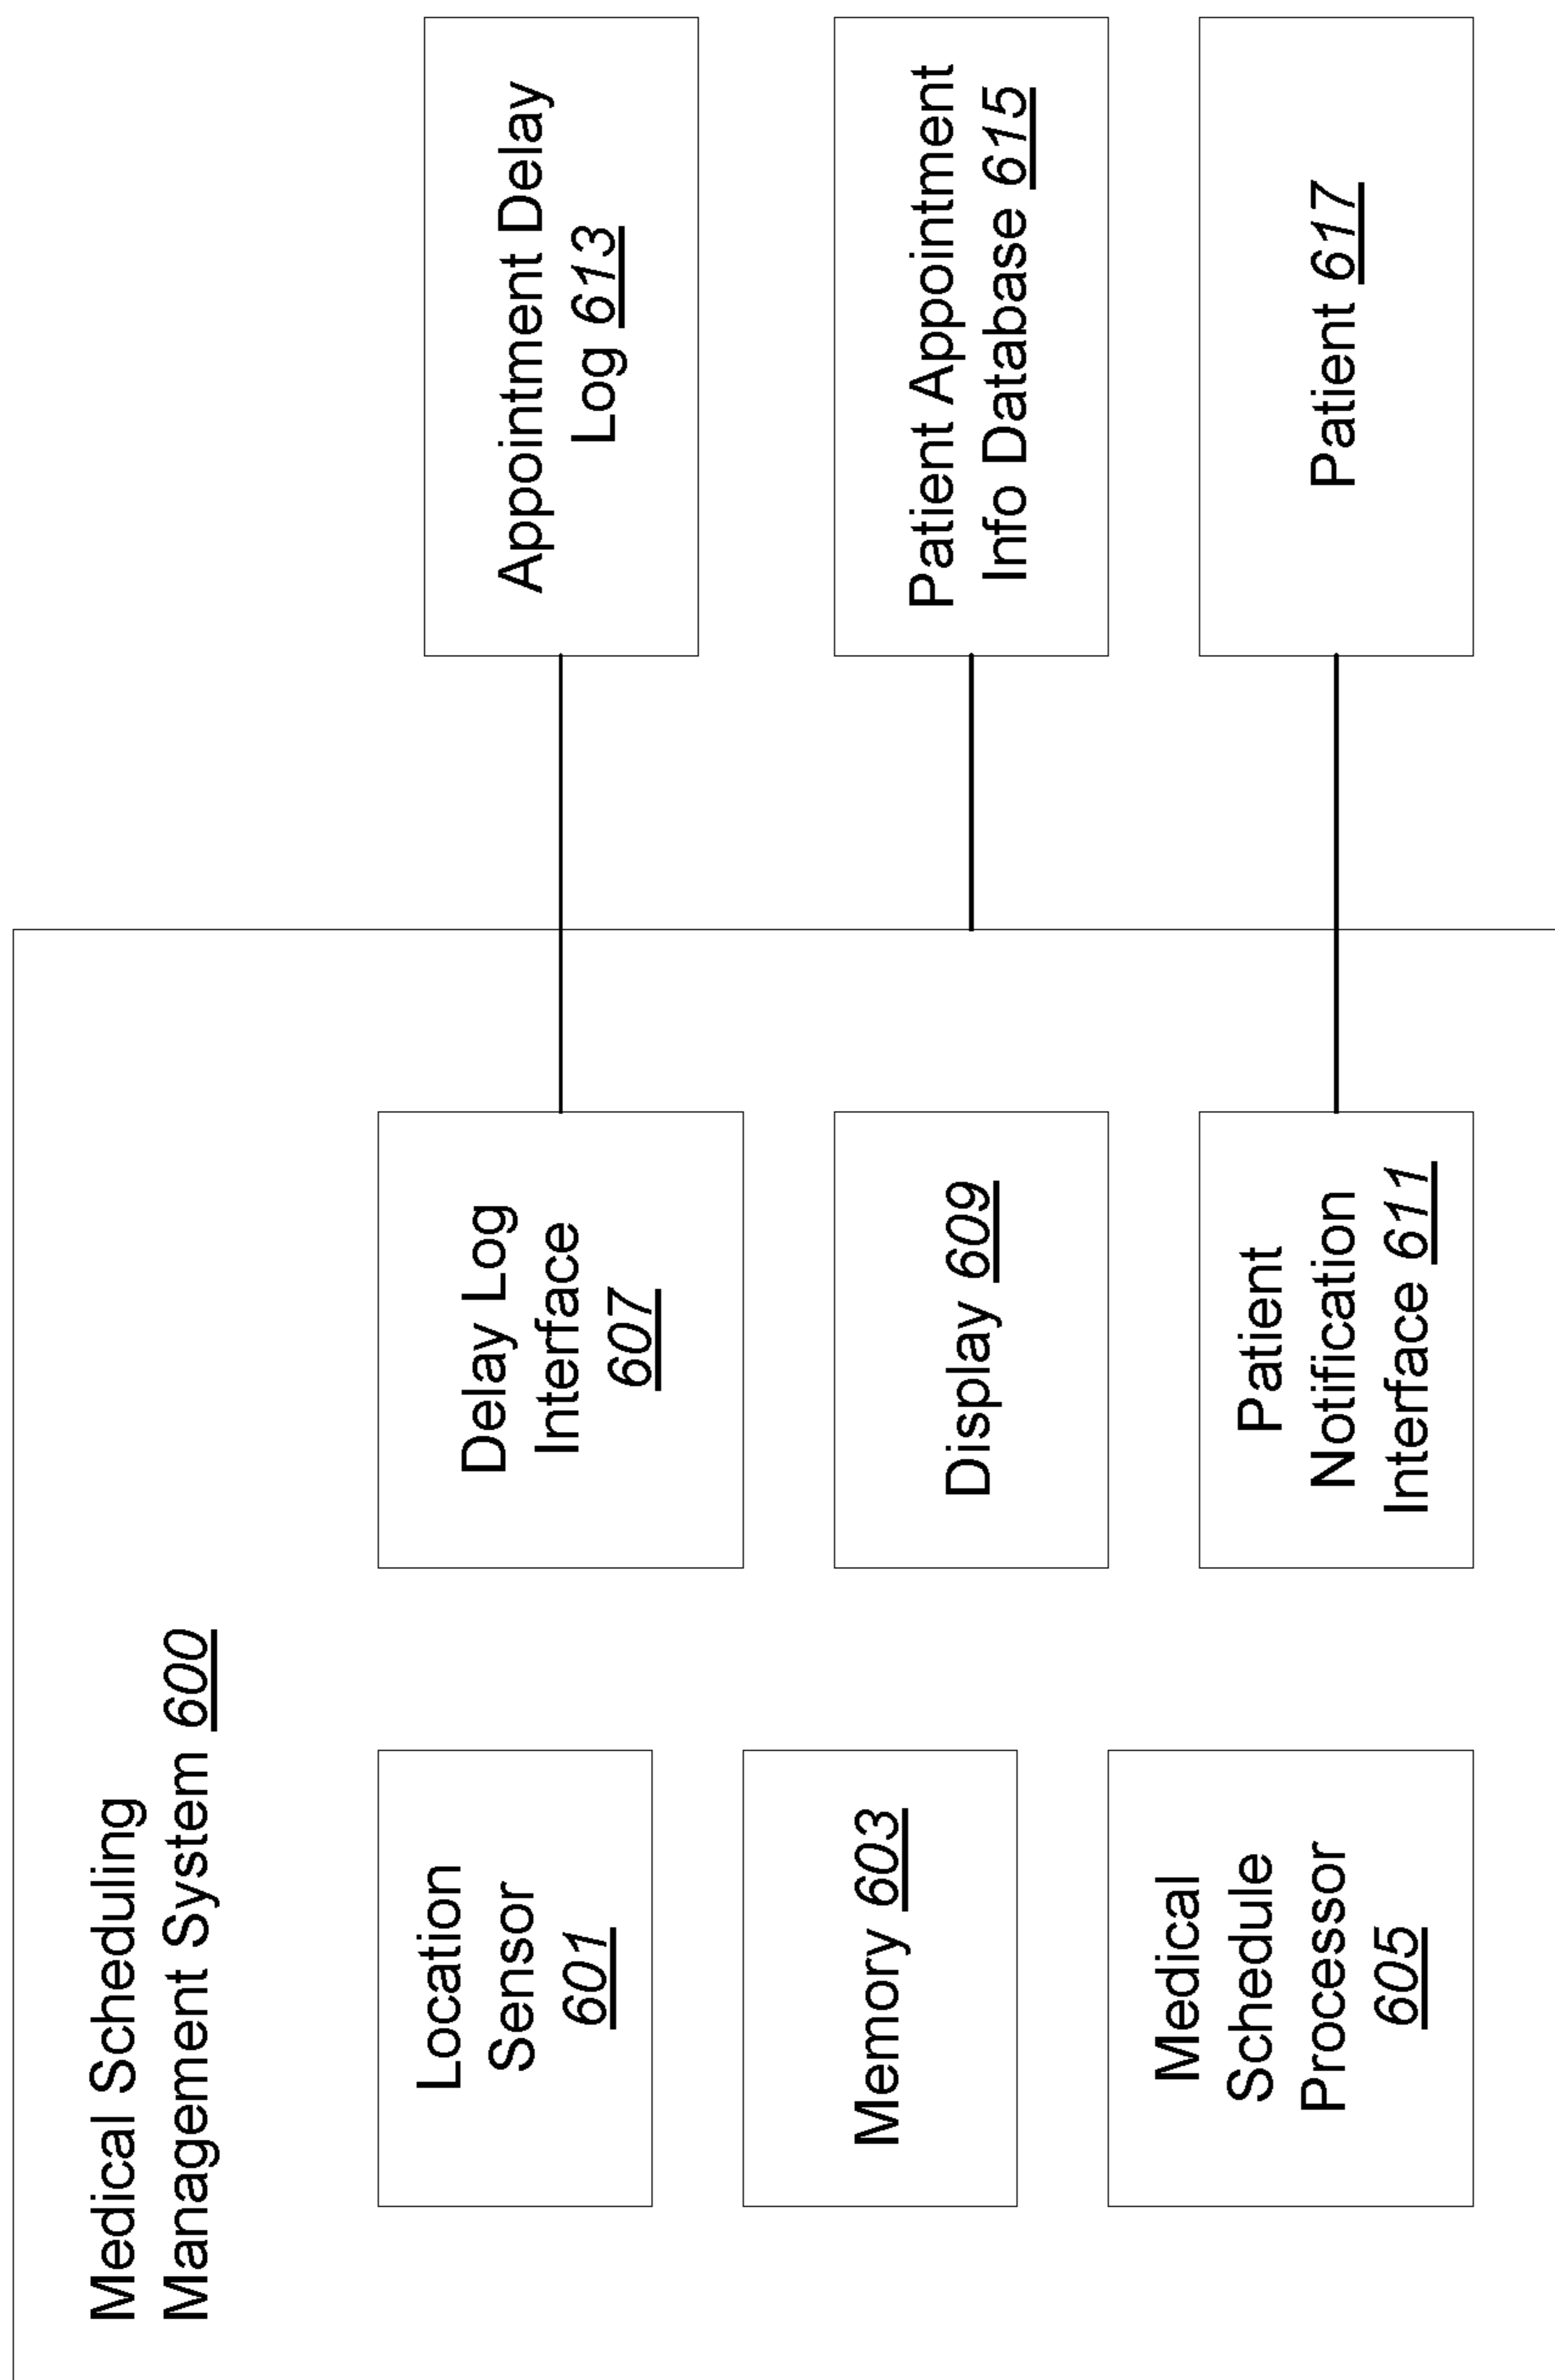 Medical Scheduling
Management System 600
Location
Sensor
601
Memory 603
Medical
Schedule
Processor
605
Delay Log
Interface
607
Display 609
Patient
Notification
Interface 611
Appointment Delay
Log 613
Patient Appointment
Info Database 615
Patient 617